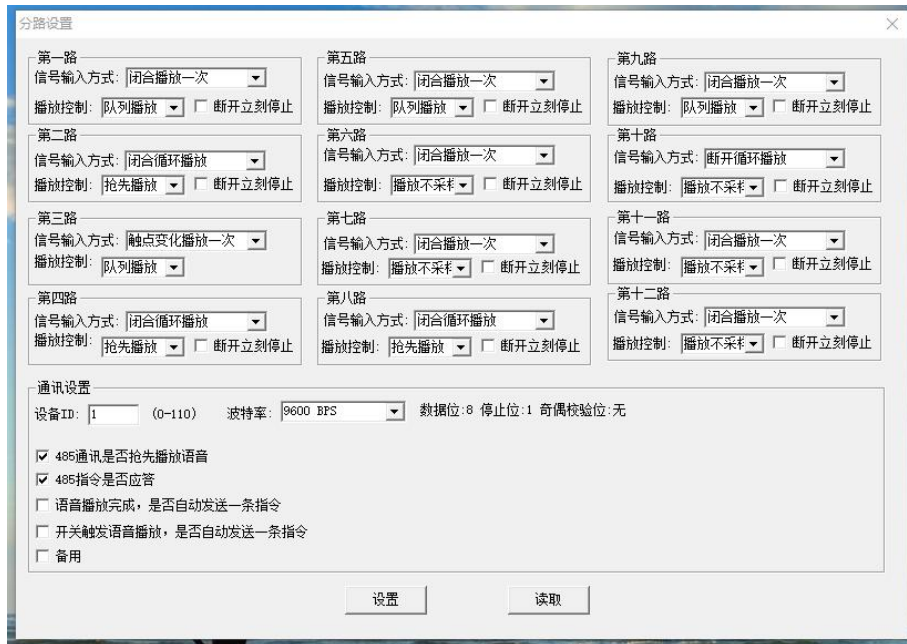 分路设置
第一路
信号输入方式: 闭合播放一次
播放控制: 队列播放 断开立刻停止
第二路
信号输入方式: 闭合循环播放
播放控制: 抢先播放 断开立刻停止
第三路
信号输入方式: 触点变化播放一次
播放控制: 队列播放
第四路
信号输入方式: 闭合循环播放
播放控制: 抢先播放 断开立刻停止
第五路
信号输入方式: 闭合播放一次
播放控制: 队列播放 断开立刻停止
第六路
信号输入方式: 闭合播放一次
播放控制: 播放不采样 断开立刻停止
第七路
信号输入方式: 闭合播放一次
播放控制: 播放不采样 断开立刻停止
第八路
信号输入方式: 闭合循环播放
播放控制: 抢先播放 断开立刻停止
第九路
信号输入方式: 闭合播放一次
播放控制: 队列播放 断开立刻停止
第十路
信号输入方式: 断开循环播放
播放控制: 播放不采样 断开立刻停止
第十一路
信号输入方式: 闭合播放一次
播放控制: 播放不采样 断开立刻停止
第十二路
信号输入方式: 闭合播放一次
播放控制: 播放不采样 断开立刻停止
通讯设置
设备ID: 1 (0-110) 波特率: 9600 BPS 数据位:8 停止位:1 奇偶校验位:无
485通讯是否抢先播放语音
485指令是否应答
语音播放完成，是否自动发送一条指令
开关触发语音播放，是否自动发送一条指令
备用
设置 读取